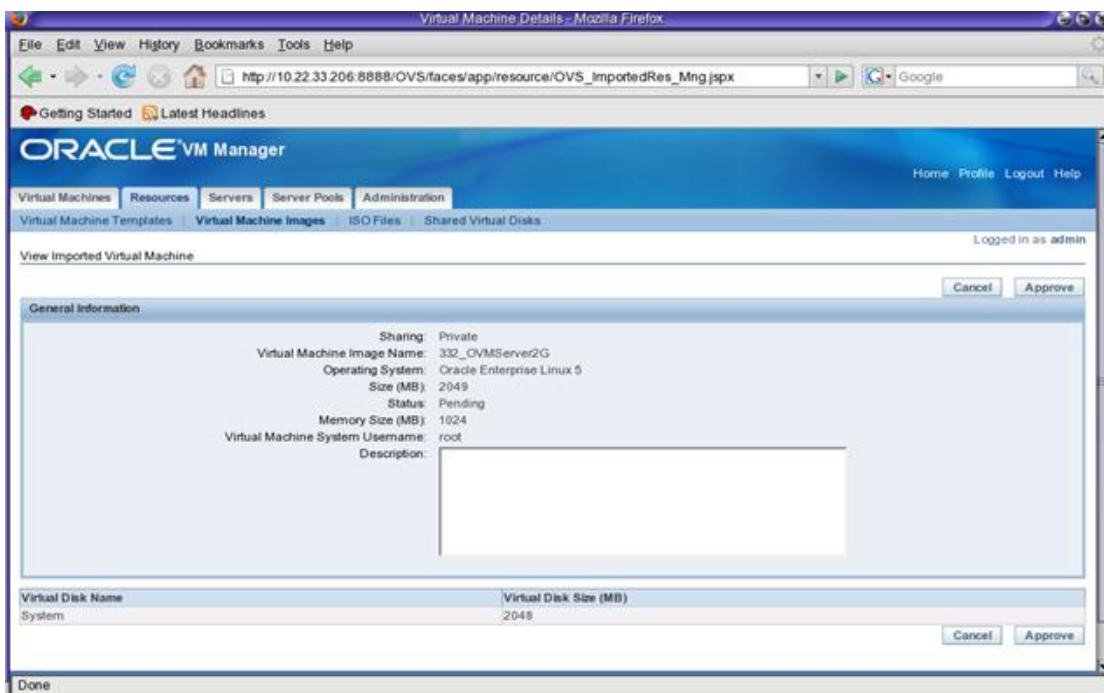 Virtual Machine Details - Mozilla Firefox
File Edit View History Bookmarks Tools Help
http://10.22.33.206:8888/OVS/faces/app/resource/OVS_ImportedRes_Mng.jspx
Google
Getting Started Latest Headlines
ORACLE VM Manager
Home Profile Logout Help
Virtual Machines Resources Servers Server Pools Administration
Virtual Machine Templates | Virtual Machine Images | ISO Files | Shared Virtual Disks
Logged in as admin
View Imported Virtual Machine
Cancel Approve
General Information
Sharing: Private
Virtual Machine Image Name: 332_OVMServer2G
Operating System: Oracle Enterprise Linux 5
Size (MB): 2049
Status: Pending
Memory Size (MB): 1024
Virtual Machine System Username: root
Description:
Virtual Disk Name Virtual Disk Size (MB)
System 2048
Cancel Approve
Done